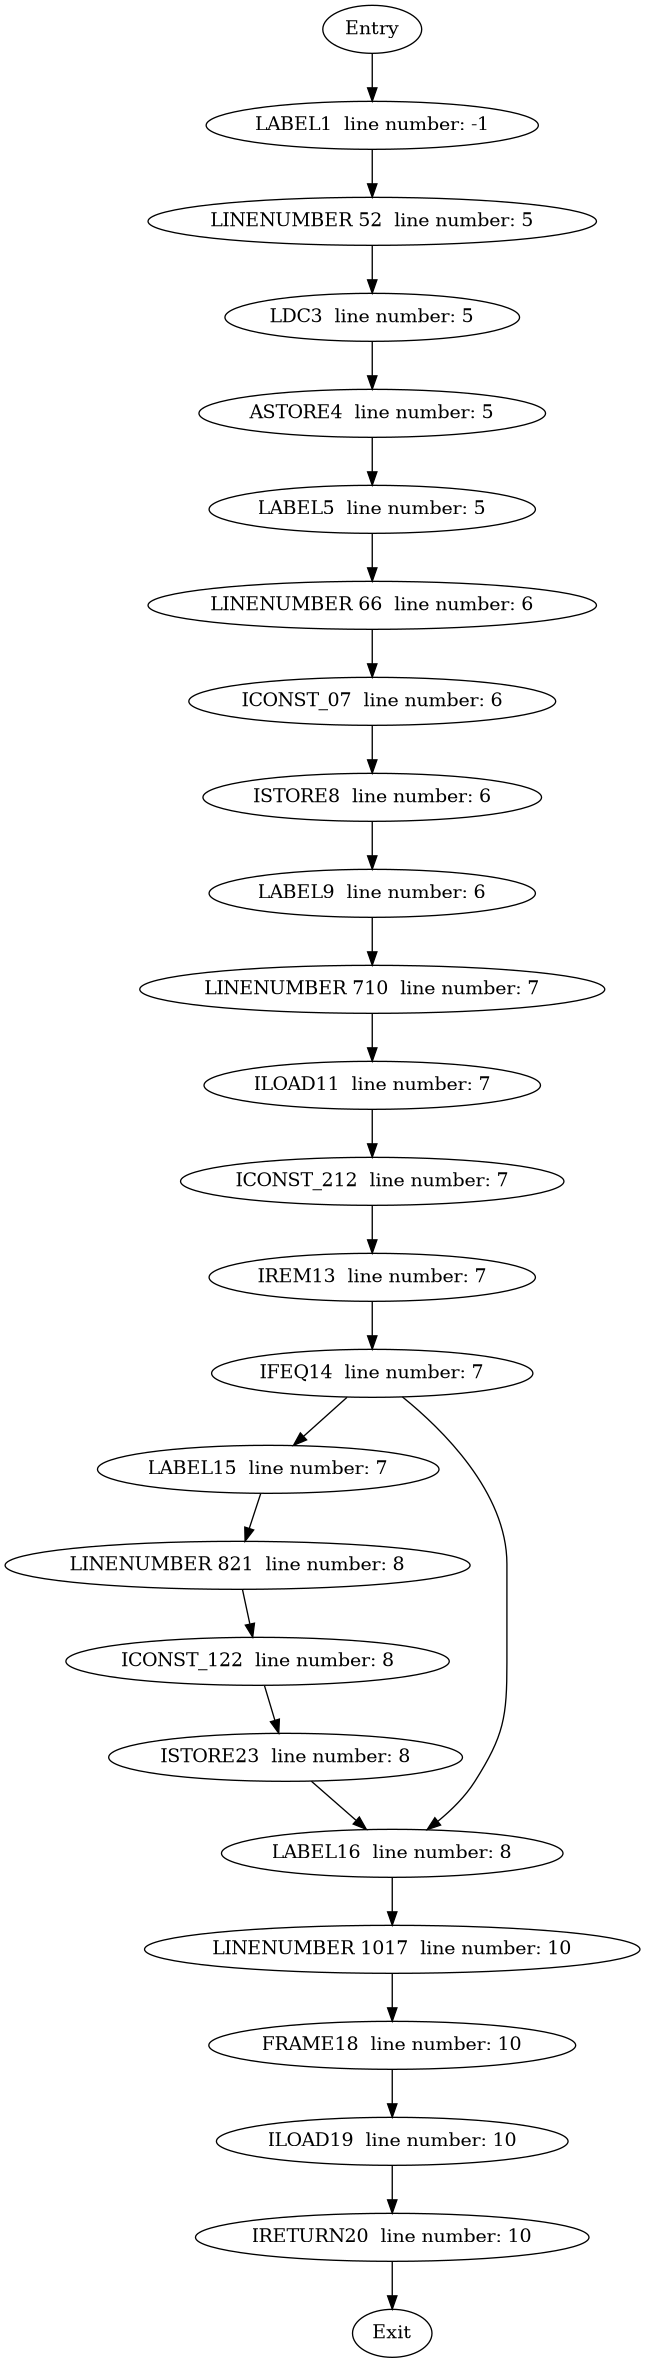 Entry
LABEL1  line number: -1
LINENUMBER 52  line number: 5
LDC3  line number: 5
ASTORE4  line number: 5
LABEL5  line number: 5
LINENUMBER 66  line number: 6
ICONST_07  line number: 6
ISTORE8  line number: 6
LABEL9  line number: 6
LINENUMBER 710  line number: 7
ILOAD11  line number: 7
ICONST_212  line number: 7
IREM13  line number: 7
IFEQ14  line number: 7
LABEL15  line number: 7
LINENUMBER 821  line number: 8
ICONST_122  line number: 8
ISTORE23  line number: 8
LABEL16  line number: 8
LINENUMBER 1017  line number: 10
FRAME18  line number: 10
ILOAD19  line number: 10
IRETURN20  line number: 10
Exit